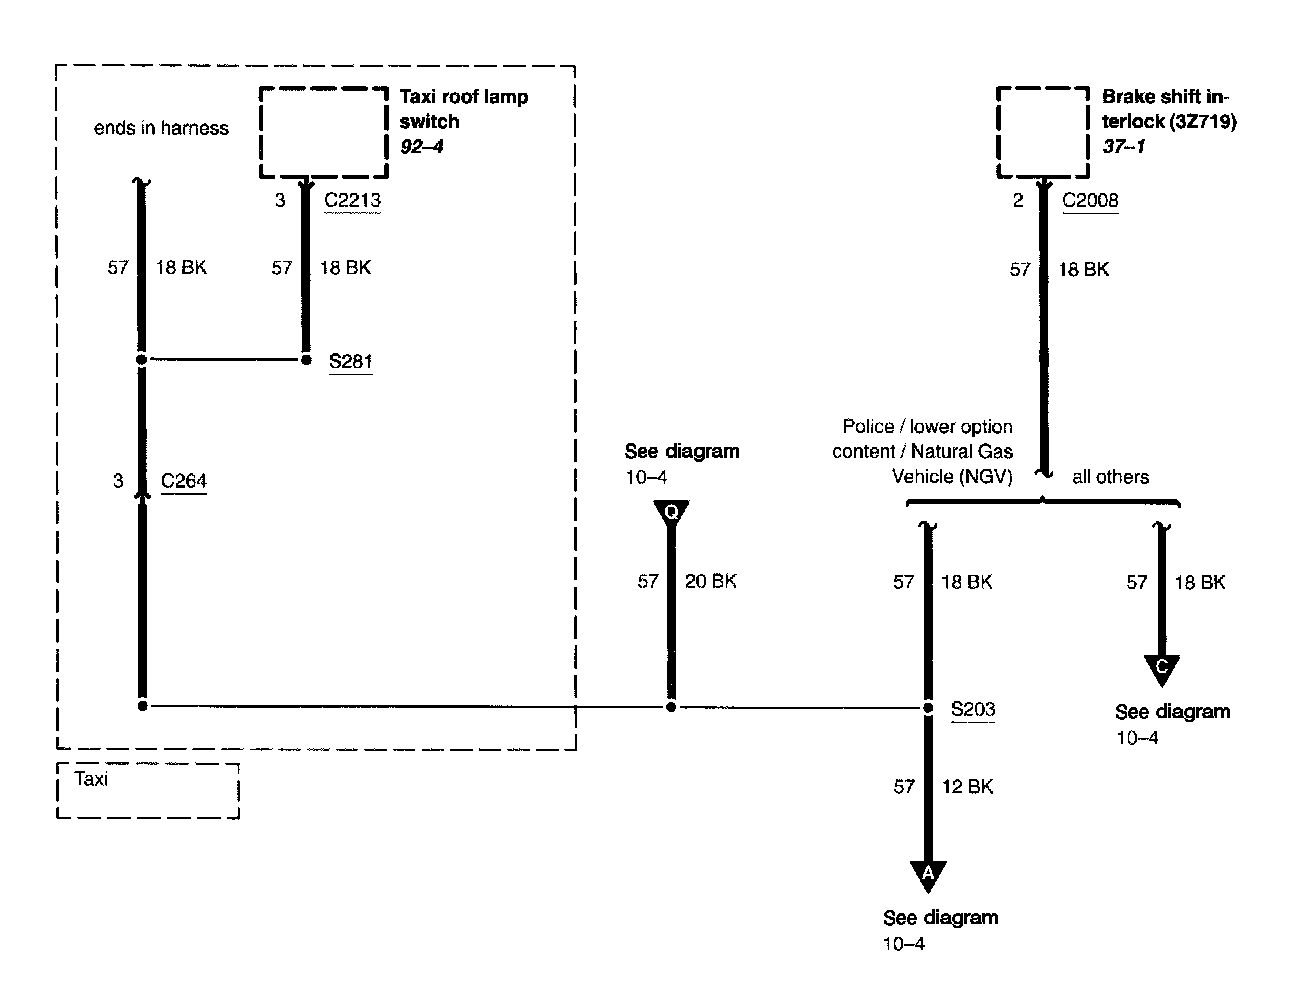 ends in harness
Taxi roof lamp
switch
92–4
3 C2213
57 18 BK
57 18 BK
S281
3 C264
Taxi
See diagram
10–4
Q
57 20 BK
Brake shift in-
terlock (3Z719)
37–1
2 C2008
57 18 BK
Police / lower option
content / Natural Gas
Vehicle (NGV)
all others
57 18 BK
57 18 BK
C
See diagram
10–4
S203
57 12 BK
A
See diagram
10–4